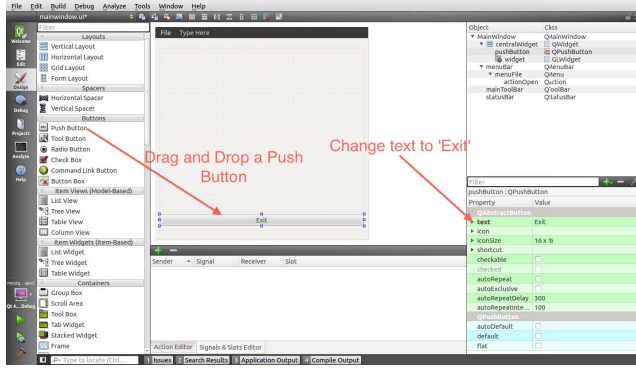 File Edit Build Debug Analyze Tools Window Help
mainwindow.ui*
Welcome
Edit
Design
Debug
Projects
Analyze
Help
Qt 4....Debug
Filter
Layouts
Vertical Layout
Horizontal Layout
Grid Layout
Form Layout
Spacers
Horizontal Spacer
Vertical Spacer
Buttons
Push Button
Tool Button
Radio Button
Check Box
Command Link Button
Button Box
Item Views (Model-Based)
List View
Tree View
Table View
Column View
Item Widgets (Item-Based)
List Widget
Tree Widget
Table Widget
Containers
Group Box
Scroll Area
Tool Box
Tab Widget
Stacked Widget
Frame
File Type Here
Drag and Drop a Push
Button
Change text to 'Exit'
Exit
Sender Signal Receiver Slot
Action Editor Signals & Slots Editor
Object Class
MainWindow QMainWindow
centralWidget QWidget
pushButton QPushButton
widget GLWidget
menuBar QMenuBar
menuFile QMenu
actionOpen QAction
mainToolBar QToolBar
statusBar QStatusBar
Filter
pushButton : QPushButton
Property Value
QAbstractButton
text Exit
icon
iconSize 16 x 16
shortcut
checkable
checked
autoRepeat
autoExclusive
autoRepeatDelay 300
autoRepeatInte... 100
QPushButton
autoDefault
default
flat
Type to locate (Ctrl... 1 Issues 2 Search Results 3 Application Output 4 Compile Output